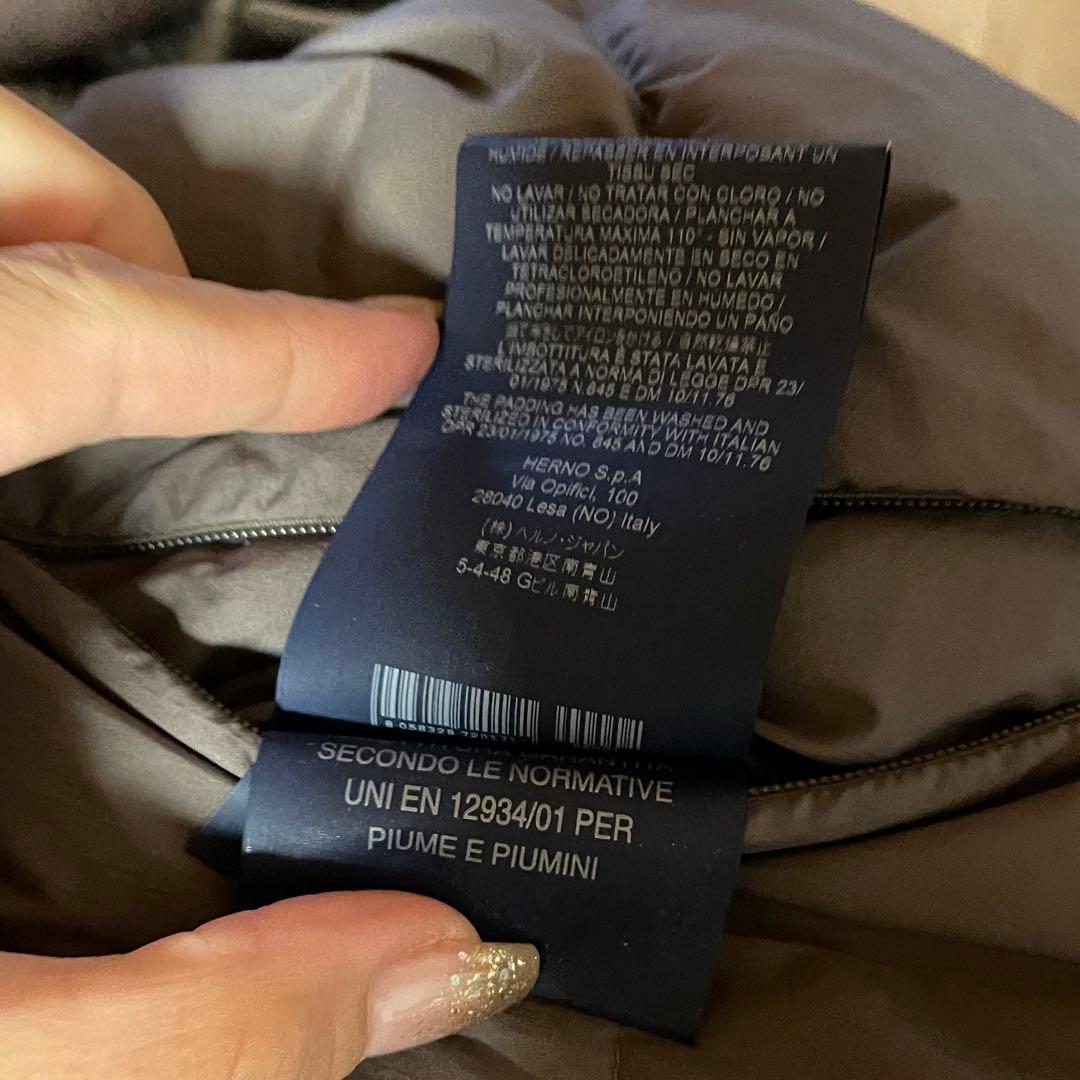 HUMIDE / REPASSER EN INTERPOSANT UN
TISSU SEC
NO LAVAR / NO TRATAR CON CLORO / NO
UTILIZAR SECADORA / PLANCHAR A
TEMPERATURA MAXIMA 110° - SIN VAPOR /
LAVAR DELICADAMENTE EN SECO EN
TETRACLOROETILENO / NO LAVAR
PROFESIONALMENTE EN HUMEDO /
PLANCHAR INTERPONIENDO UN PAÑO
L'IMBOTTITURA È STATA LAVATA E
STERILIZZATA A NORMA DI LEGGE DPR 23/
01/1975 N.845 E DM 10/11.76
THE PADDING HAS BEEN WASHED AND
STERILIZED IN CONFORMITY WITH ITALIAN
DPR 23/01/1975 NO. 845 AND DM 10/11.76
HERNO S.p.A
Via Opifici, 100
28040 Lesa (NO) Italy
(株) ヘルノ・ジャパン
東京都港区南青山
5-4-48 Gビル南青山
SECONDO LE NORMATIVE
UNI EN 12934/01 PER
PIUME E PIUMINI